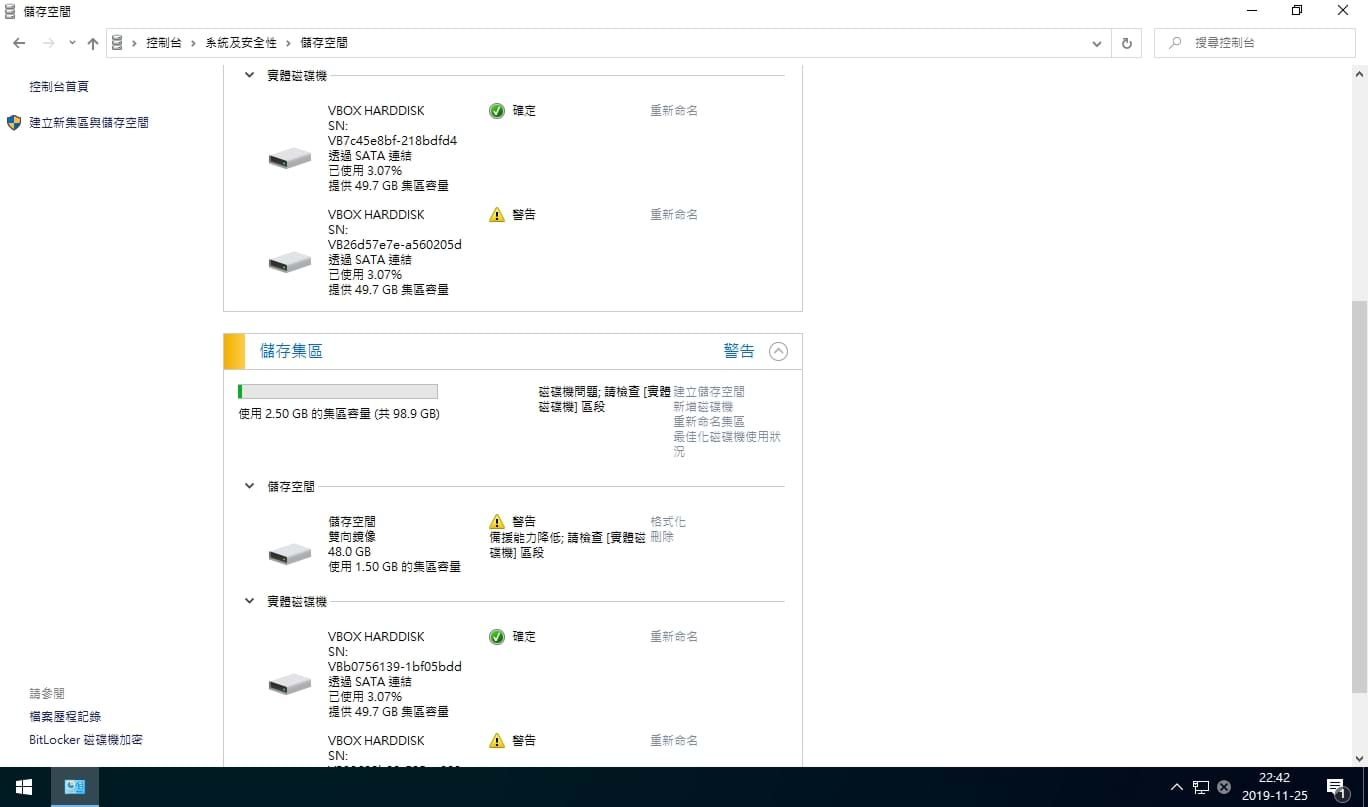 儲存空間
控制台 › 系統及安全性 › 儲存空間
搜尋控制台
控制台首頁
建立新集區與儲存空間
實體磁碟機
VBOX HARDDISK
SN:
VB7c45e8bf-218bdfd4
透過 SATA 連結
已使用 3.07%
提供 49.7 GB 集區容量
確定
重新命名
VBOX HARDDISK
SN:
VB26d57e7e-a560205d
透過 SATA 連結
已使用 3.07%
提供 49.7 GB 集區容量
警告
重新命名
儲存集區
警告
使用 2.50 GB 的集區容量 (共 98.9 GB)
磁碟機問題; 請檢查 [實體
磁碟機] 區段
建立儲存空間
新增磁碟機
重新命名集區
最佳化磁碟機使用狀
況
儲存空間
儲存空間
雙向鏡像
48.0 GB
使用 1.50 GB 的集區容量
警告
備援能力降低; 請檢查 [實體磁
碟機] 區段
格式化
刪除
實體磁碟機
VBOX HARDDISK
SN:
VBb0756139-1bf05bdd
透過 SATA 連結
已使用 3.07%
提供 49.7 GB 集區容量
確定
重新命名
VBOX HARDDISK
SN:
警告
重新命名
請參閱
檔案歷程記錄
BitLocker 磁碟機加密
22:42
2019-11-25
1